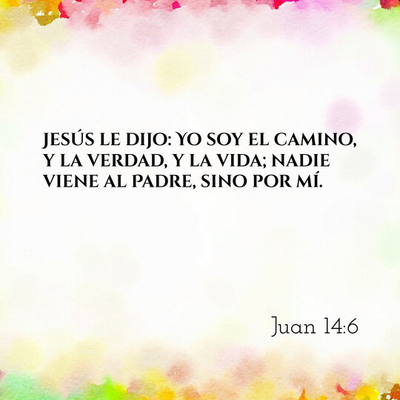 Jesús le dijo: Yo soy el camino,
y la verdad, y la vida; nadie
viene al Padre, sino por mí.
Juan 14:6